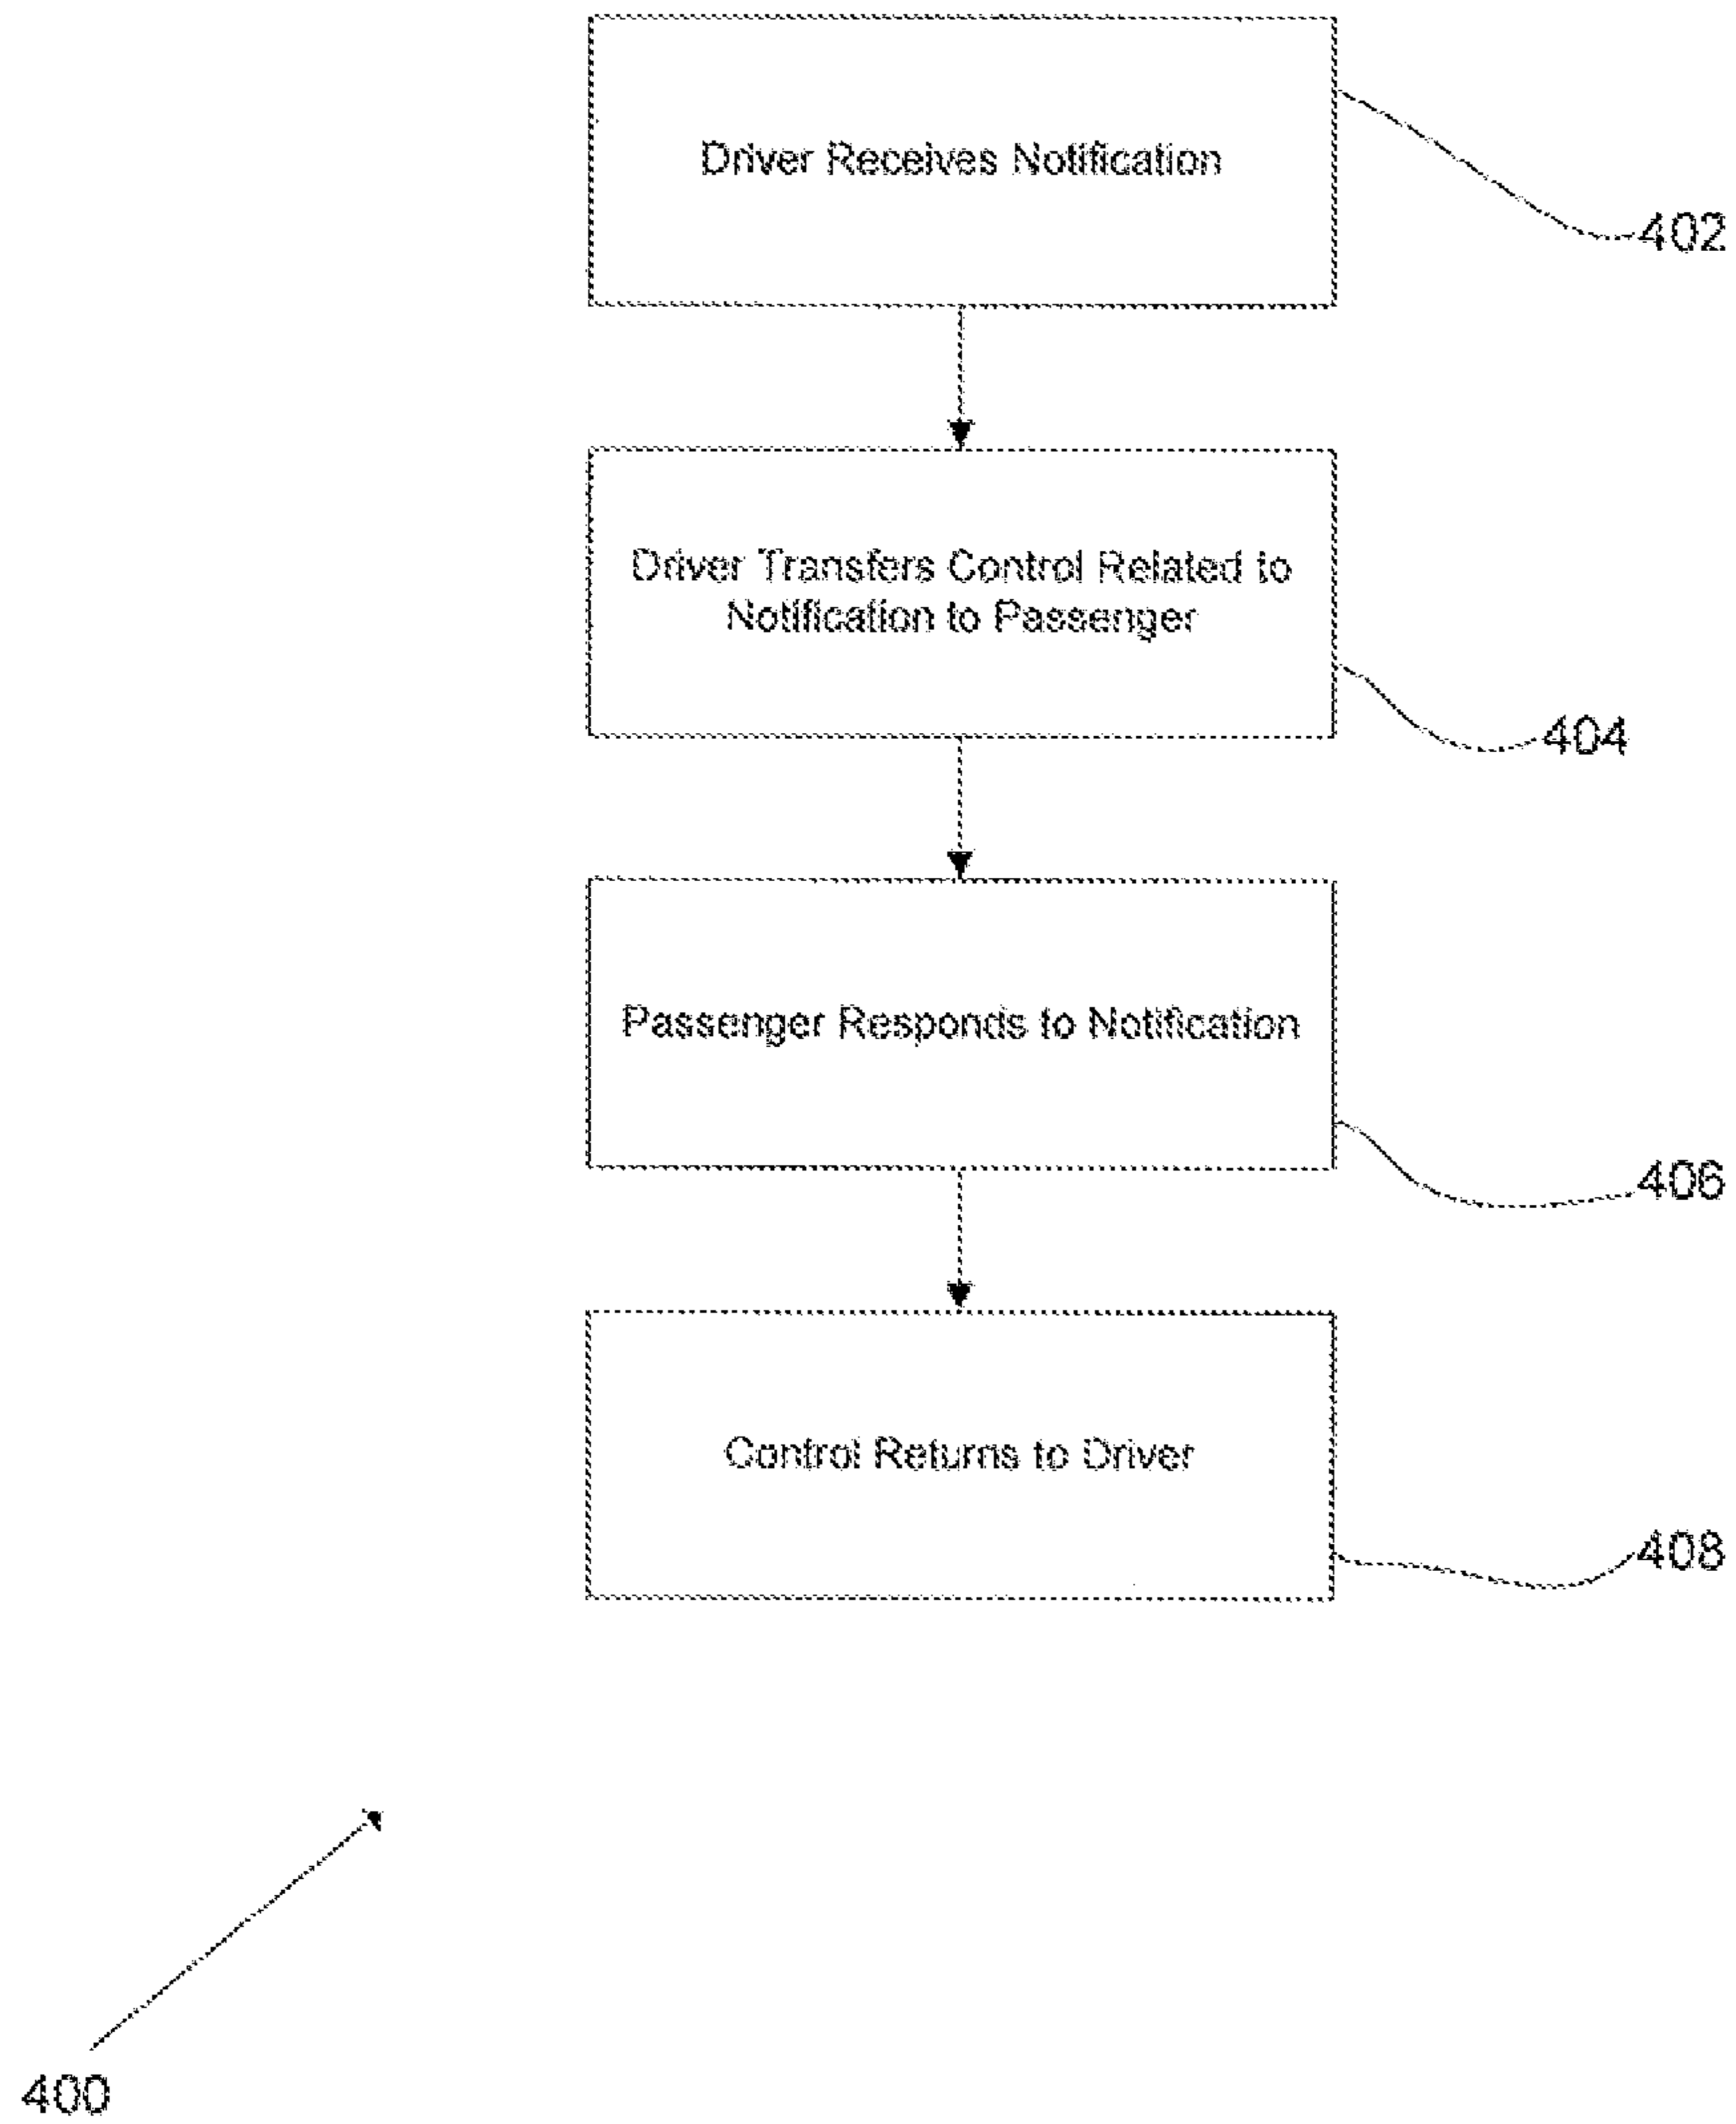 Driver Receives Notification
402
Driver Transfers Control Related to
Notification to Passenger
404
Passenger Responds to Notification
406
Control Returns to Driver
408
400